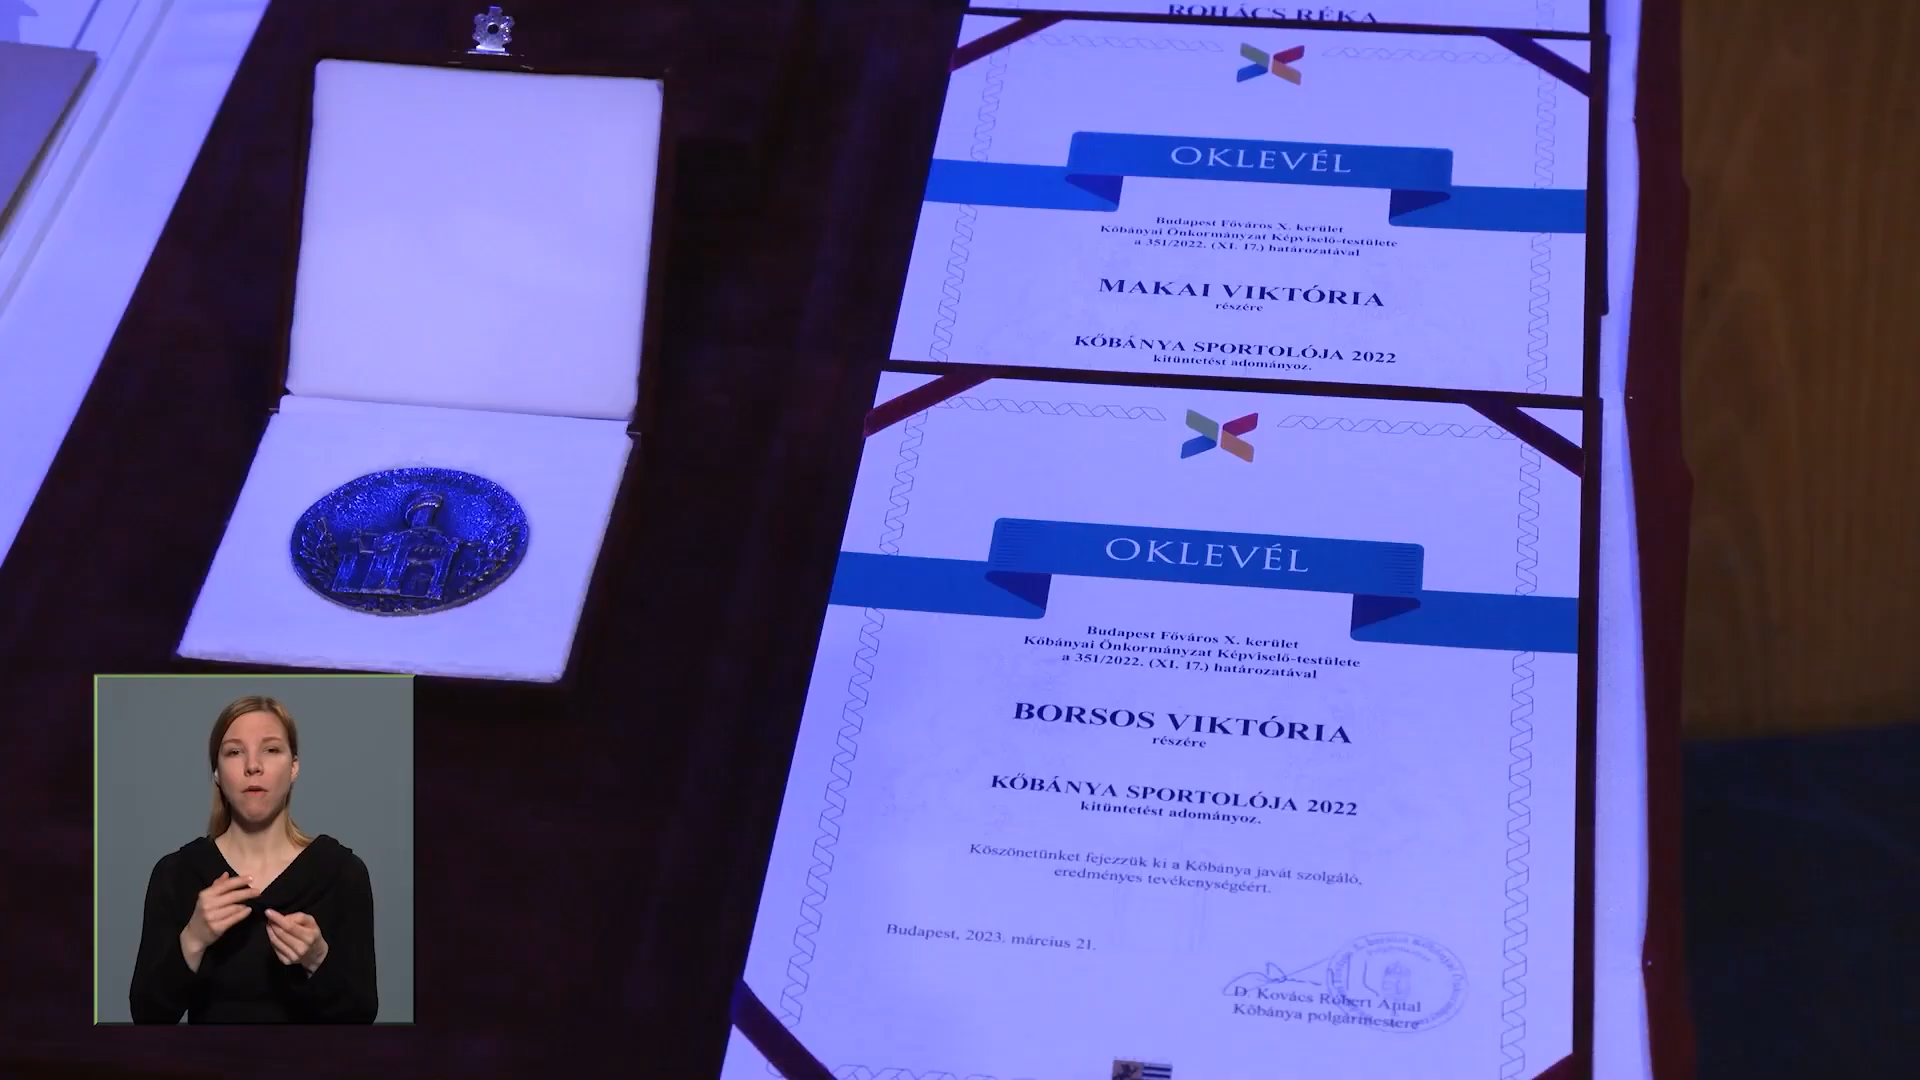 ROHÁCS RÉKA
OKLEVÉL
Budapest Főváros X. kerület
Kőbányai Önkormányzat Képviselő-testülete
a 351/2022. (XI. 17.) határozatával
MAKAI VIKTÓRIA
részére
KŐBÁNYA SPORTOLÓJA 2022
kitüntetést adományoz.
OKLEVÉL
Budapest Főváros X. kerület
Kőbányai Önkormányzat Képviselő-testülete
a 351/2022. (XI. 17.) határozatával
BORSOS VIKTÓRIA
részére
KŐBÁNYA SPORTOLÓJA 2022
kitüntetést adományoz.
Köszönetünket fejezzük ki a Kőbánya javát szolgáló,
eredményes tevékenységéért.
Budapest, 2023. március 21.
D. Kovács Róbert Antal
Kőbánya polgármestere